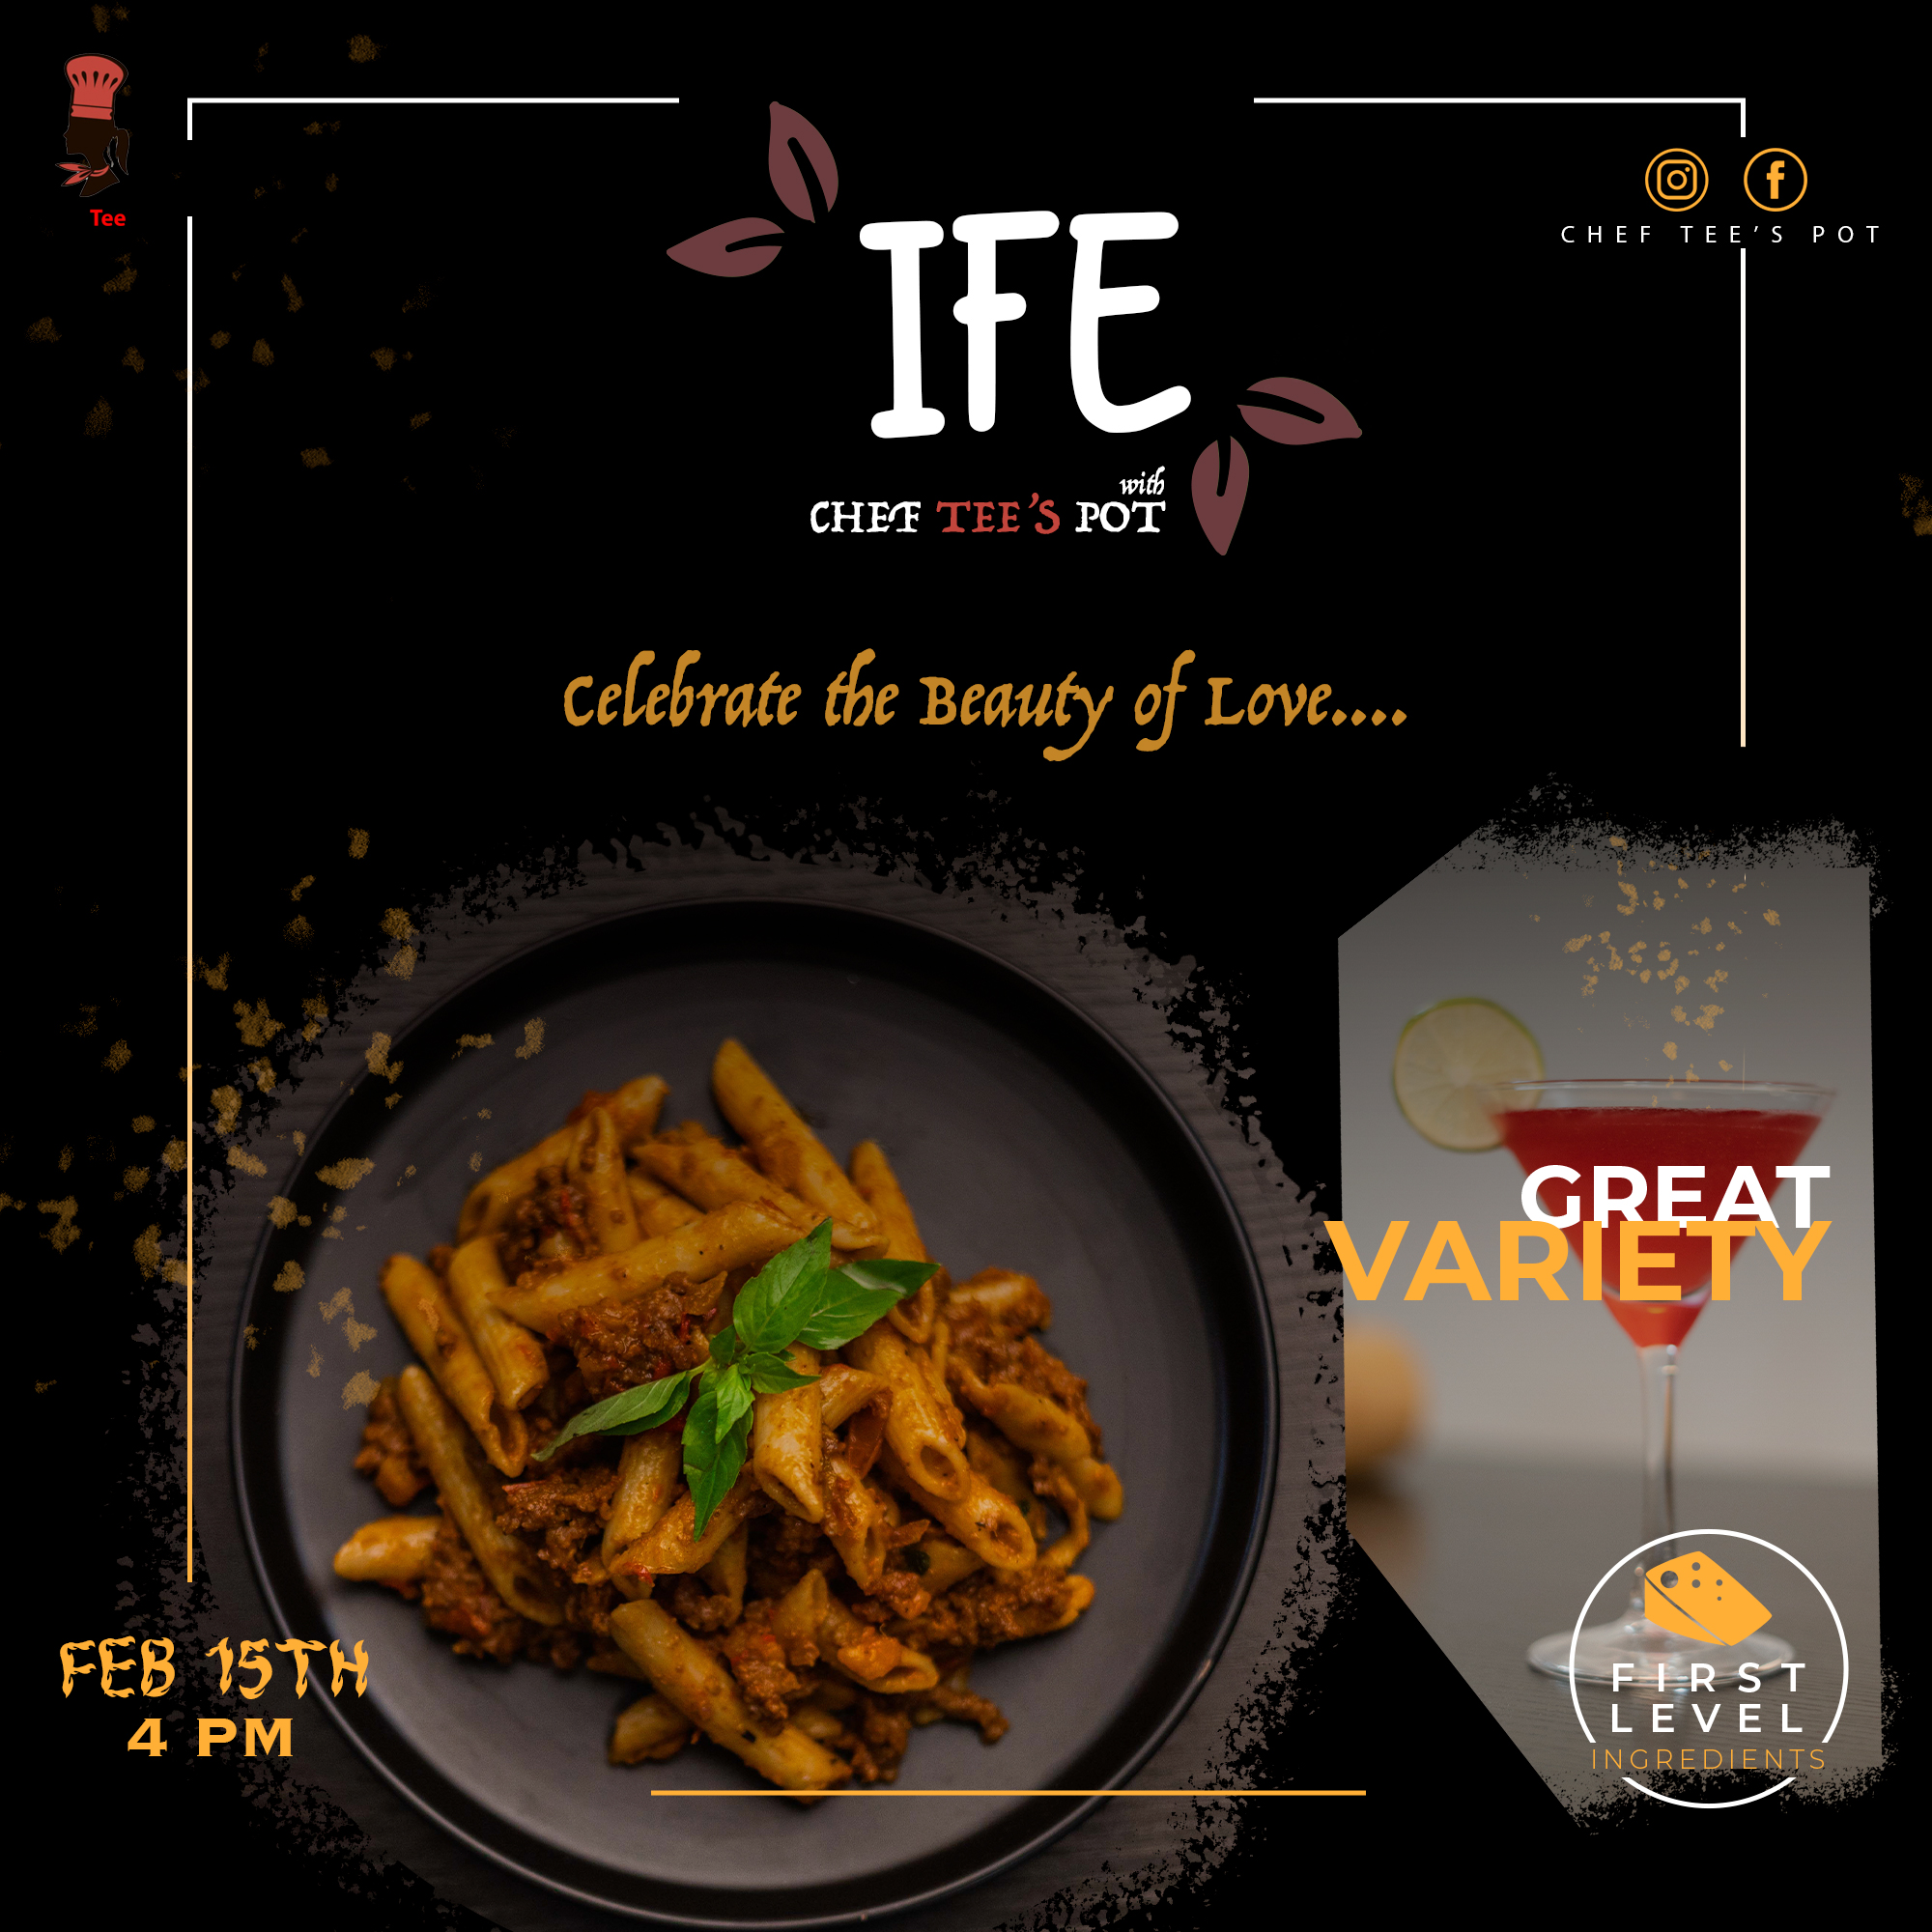 Tee
CHEF TEE'S POT
IFE
with
CHEF TEE'S POT
Celebrate the Beauty of Love....
GREAT
VARIETY
FEB 15TH
4 PM
FIRST
LEVEL
INGREDIENTS